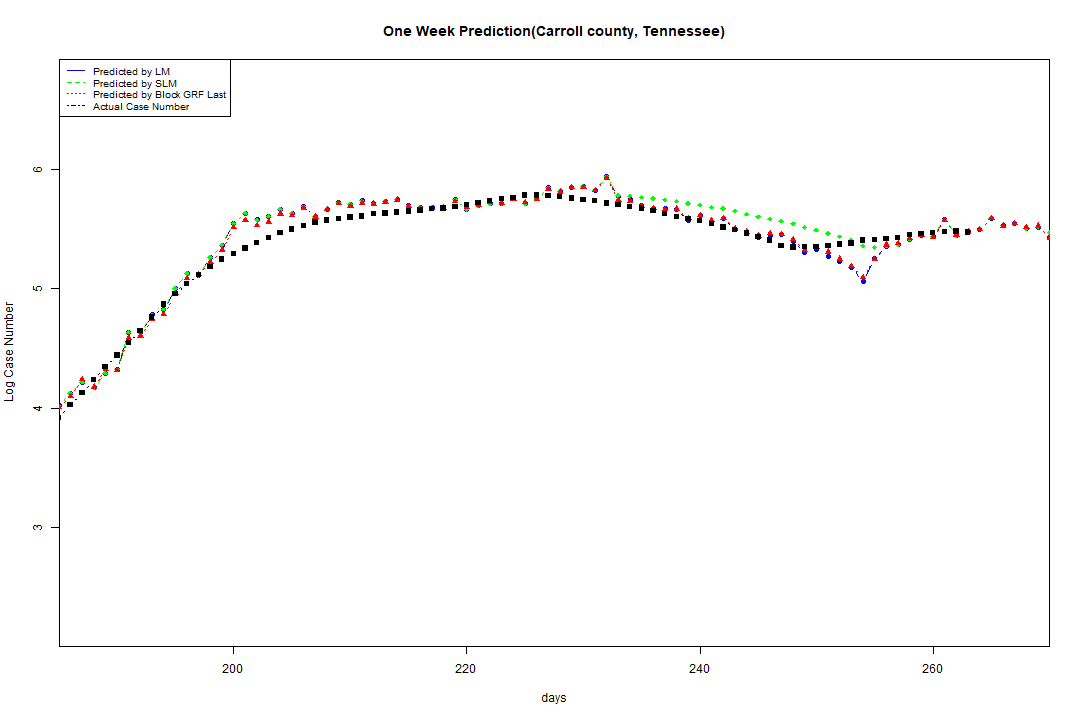 One Week Prediction(Carroll county, Tennessee)
Predicted by LM
Predicted by SLM
Predicted by Block GRF Last
Actual Case Number
6
5
4
3
Log Case Number
200 220 240 260
days